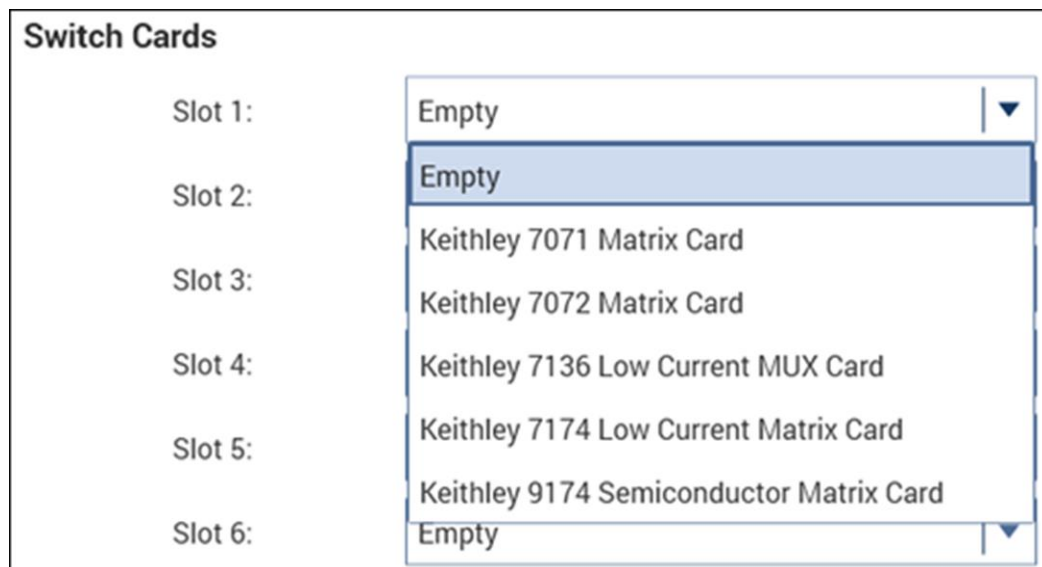 Switch Cards
Slot 1:
Empty
Empty
Slot 2:
Keithley 7071 Matrix Card
Slot 3:
Keithley 7072 Matrix Card
Slot 4:
Keithley 7136 Low Current MUX Card
Keithley 7174 Low Current Matrix Card
Slot 5:
Keithley 9174 Semiconductor Matrix Card
Slot 6:
Empty